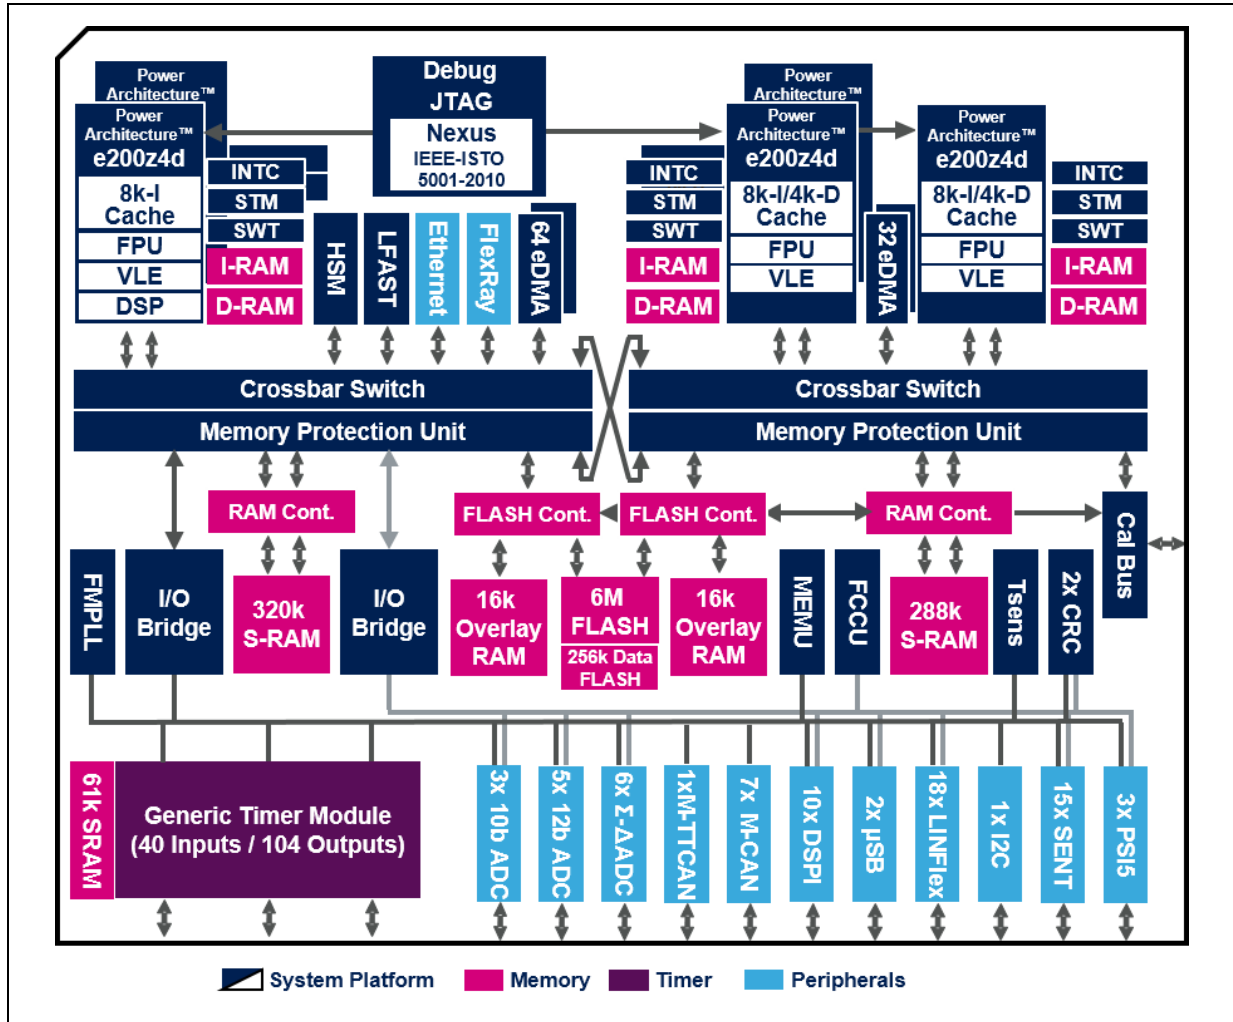 Power
Architecture™
Power
Architecture™
e200z4d
8k-I
Cache
FPU
VLE
DSP
INTC
STM
SWT
I-RAM
D-RAM
Debug
JTAG
Nexus
IEEE-ISTO
5001-2010
HSM
LFAST
Ethernet
FlexRay
64 eDMA
INTC
STM
SWT
I-RAM
D-RAM
Power
Architecture™
Power
Architecture™
e200z4d
8k-I/4k-D
Cache
FPU
VLE
32 eDMA
Power
Architecture™
e200z4d
8k-I/4k-D
Cache
FPU
VLE
INTC
STM
SWT
I-RAM
D-RAM
Crossbar Switch
Memory Protection Unit
Crossbar Switch
Memory Protection Unit
RAM Cont.
FLASH Cont.
FLASH Cont.
RAM Cont.
Cal Bus
FMPLL
I/O
Bridge
320k
S-RAM
I/O
Bridge
16k
Overlay
RAM
6M
FLASH
256k Data
FLASH
16k
Overlay
RAM
MEMU
FCCU
288k
S-RAM
Tsens
2x CRC
61k SRAM
Generic Timer Module
(40 Inputs / 104 Outputs)
3x 10b ADC
5x 12b ADC
6x Σ-ΔADC
1xM-TTCAN
7x M-CAN
10x DSPI
2x µSB
18x LINFlex
1x I2C
15x SENT
3x PSI5
System Platform
Memory
Timer
Peripherals